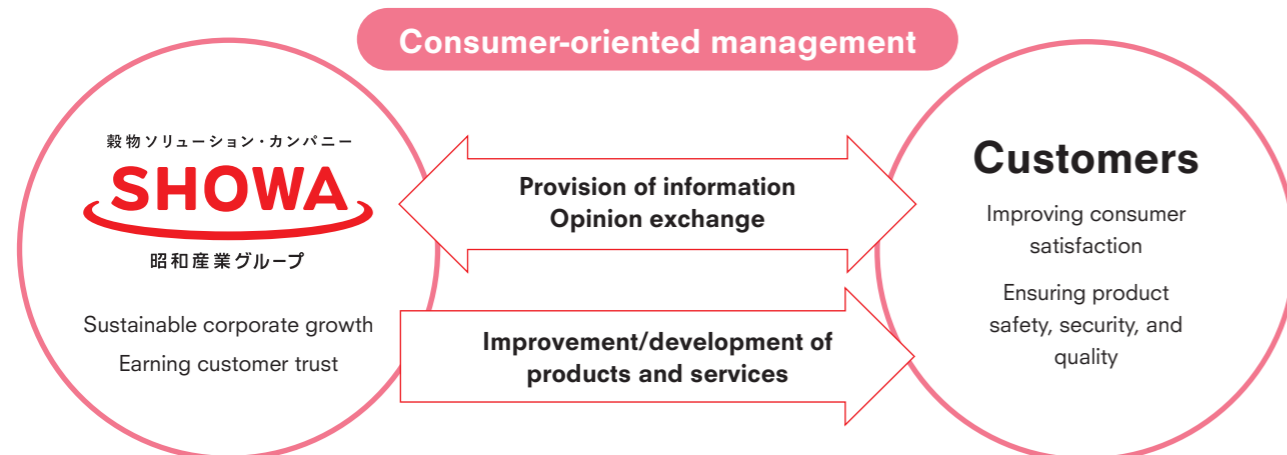 Consumer-oriented management
穀物ソリューション・カンパニー
SHOWA
昭和産業グループ
Sustainable corporate growth
Earning customer trust
Provision of information
Opinion exchange
Improvement/development of
products and services
Customers
Improving consumer
satisfaction
Ensuring product
safety, security, and
quality